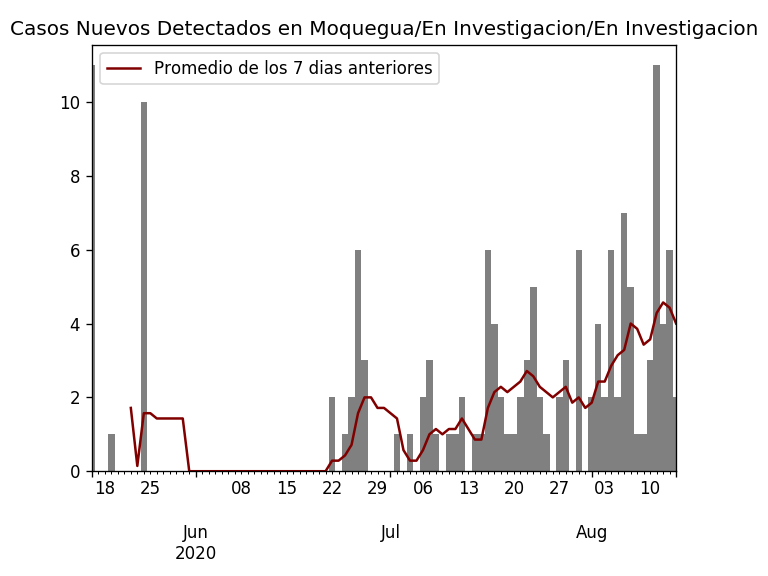 Casos Nuevos Detectados en Moquegua/En Investigacion/En Investigacion
Promedio de los 7 dias anteriores
10
8
6
4
2
0
18 25 08 15 22 29 06 13 20 27 03 10
Jun Jul Aug
2020